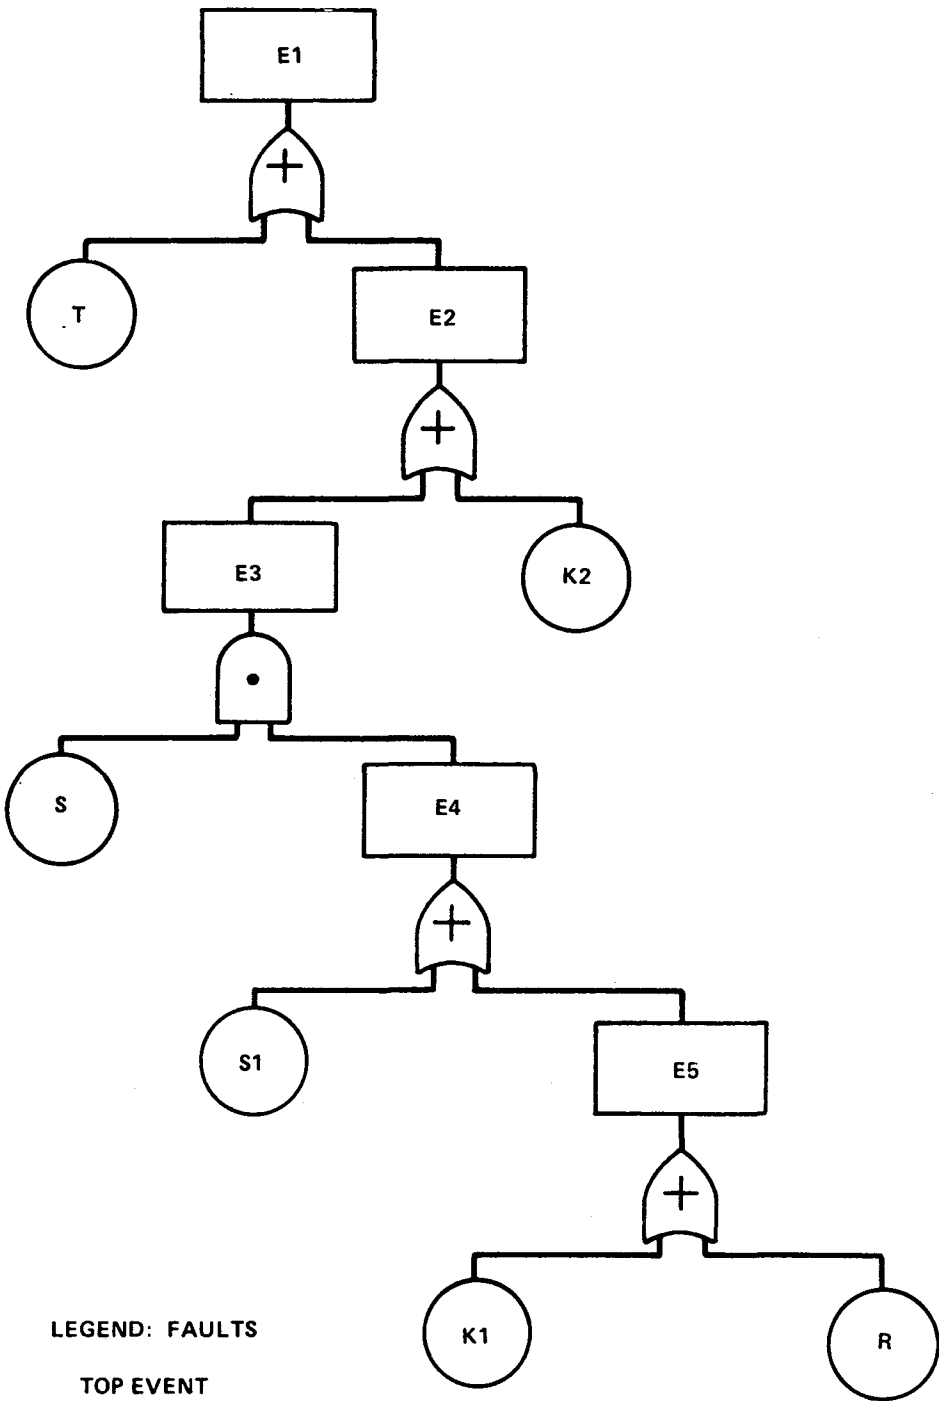 E1
+
T
E2
+
E3
K2
S
E4
+
S1
E5
+
K1
R
LEGEND: FAULTS
TOP EVENT